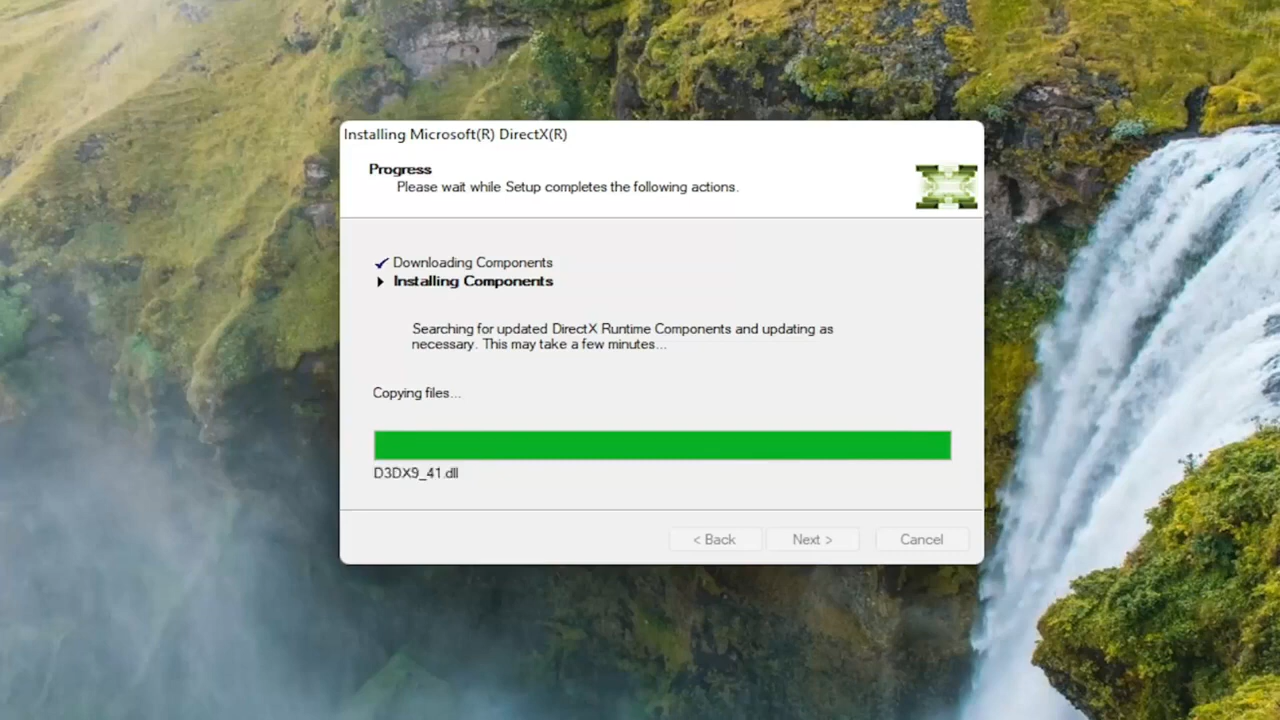 Installing Microsoft(R) DirectX(R)
Progress
Please wait while Setup completes the following actions.
Downloading Components
Installing Components
Searching for updated DirectX Runtime Components and updating as
necessary. This may take a few minutes...
Copying files...
D3DX9_41.dll
< Back
Next >
Cancel